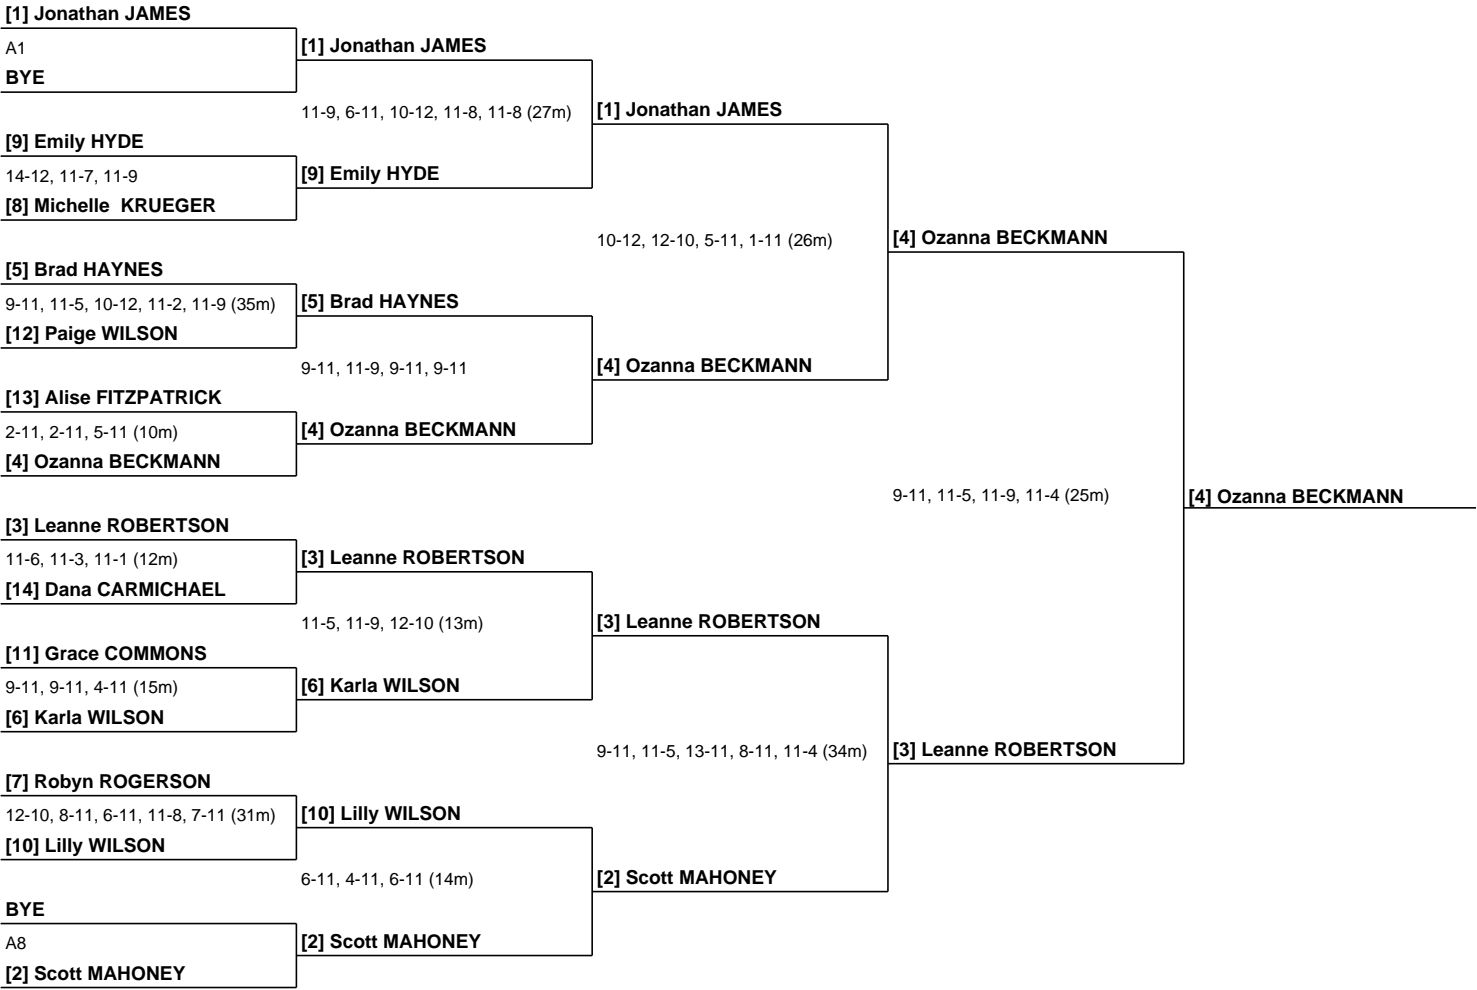 [1] Jonathan JAMES
A1
BYE
[9] Emily HYDE
14-12, 11-7, 11-9
[8] Michelle  KRUEGER
[5] Brad HAYNES
9-11, 11-5, 10-12, 11-2, 11-9 (35m)
[12] Paige WILSON
[13] Alise FITZPATRICK
2-11, 2-11, 5-11 (10m)
[4] Ozanna BECKMANN
[3] Leanne ROBERTSON
11-6, 11-3, 11-1 (12m)
[14] Dana CARMICHAEL
[11] Grace COMMONS
9-11, 9-11, 4-11 (15m)
[6] Karla WILSON
[7] Robyn ROGERSON
12-10, 8-11, 6-11, 11-8, 7-11 (31m)
[10] Lilly WILSON
BYE
A8
[2] Scott MAHONEY
[1] Jonathan JAMES
11-9, 6-11, 10-12, 11-8, 11-8 (27m)
[9] Emily HYDE
[5] Brad HAYNES
9-11, 11-9, 9-11, 9-11
[4] Ozanna BECKMANN
[3] Leanne ROBERTSON
11-5, 11-9, 12-10 (13m)
[6] Karla WILSON
[10] Lilly WILSON
6-11, 4-11, 6-11 (14m)
[2] Scott MAHONEY
[1] Jonathan JAMES
10-12, 12-10, 5-11, 1-11 (26m)
[4] Ozanna BECKMANN
[3] Leanne ROBERTSON
9-11, 11-5, 13-11, 8-11, 11-4 (34m)
[2] Scott MAHONEY
[4] Ozanna BECKMANN
9-11, 11-5, 11-9, 11-4 (25m)
[3] Leanne ROBERTSON
[4] Ozanna BECKMANN